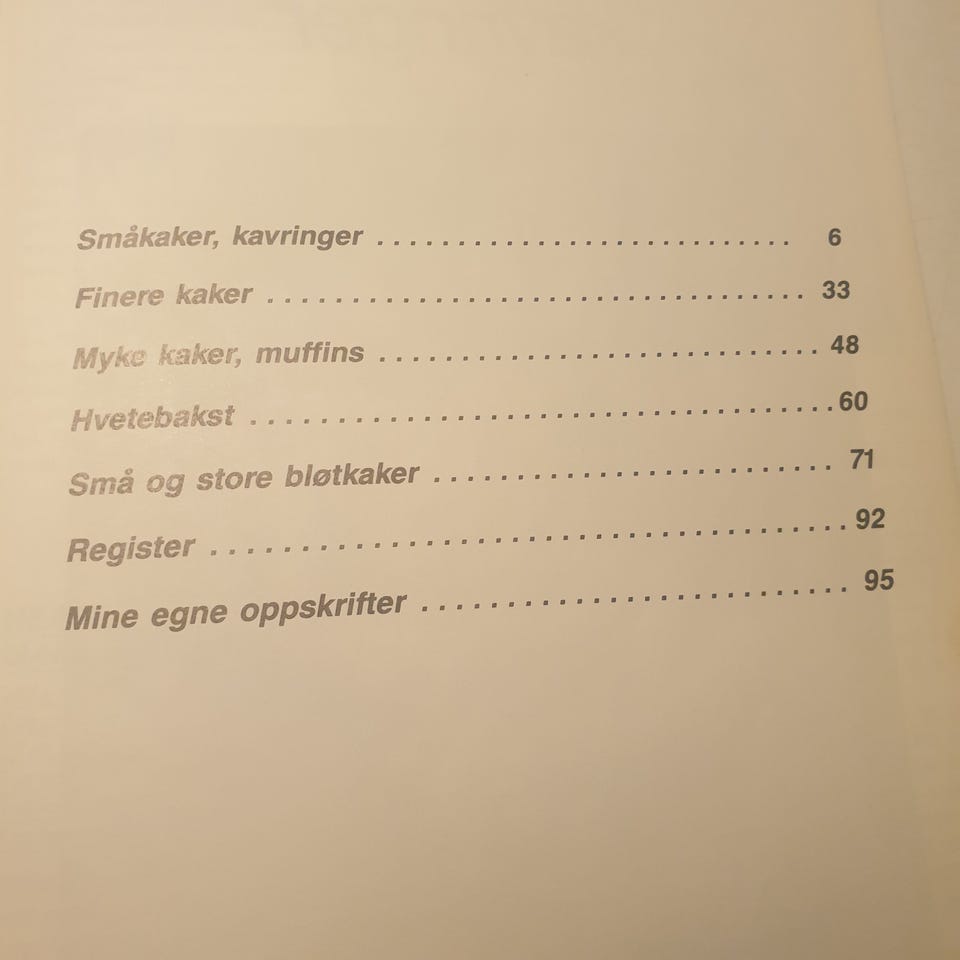 Småkaker, kavringer . . . . . . . . . . . . . . . . . . . . . . . . . . . . 6
Finere kaker . . . . . . . . . . . . . . . . . . . . . . . . . . . . . . . . . . . . 33
Myke kaker, muffins . . . . . . . . . . . . . . . . . . . . . . . . . . . . 48
Hvetebakst . . . . . . . . . . . . . . . . . . . . . . . . . . . . . . . . . . . . 60
Små og store bløtkaker . . . . . . . . . . . . . . . . . . . . . . . . 71
Register . . . . . . . . . . . . . . . . . . . . . . . . . . . . . . . . . . . . . . 92
Mine egne oppskrifter . . . . . . . . . . . . . . . . . . . . . . . . . 95